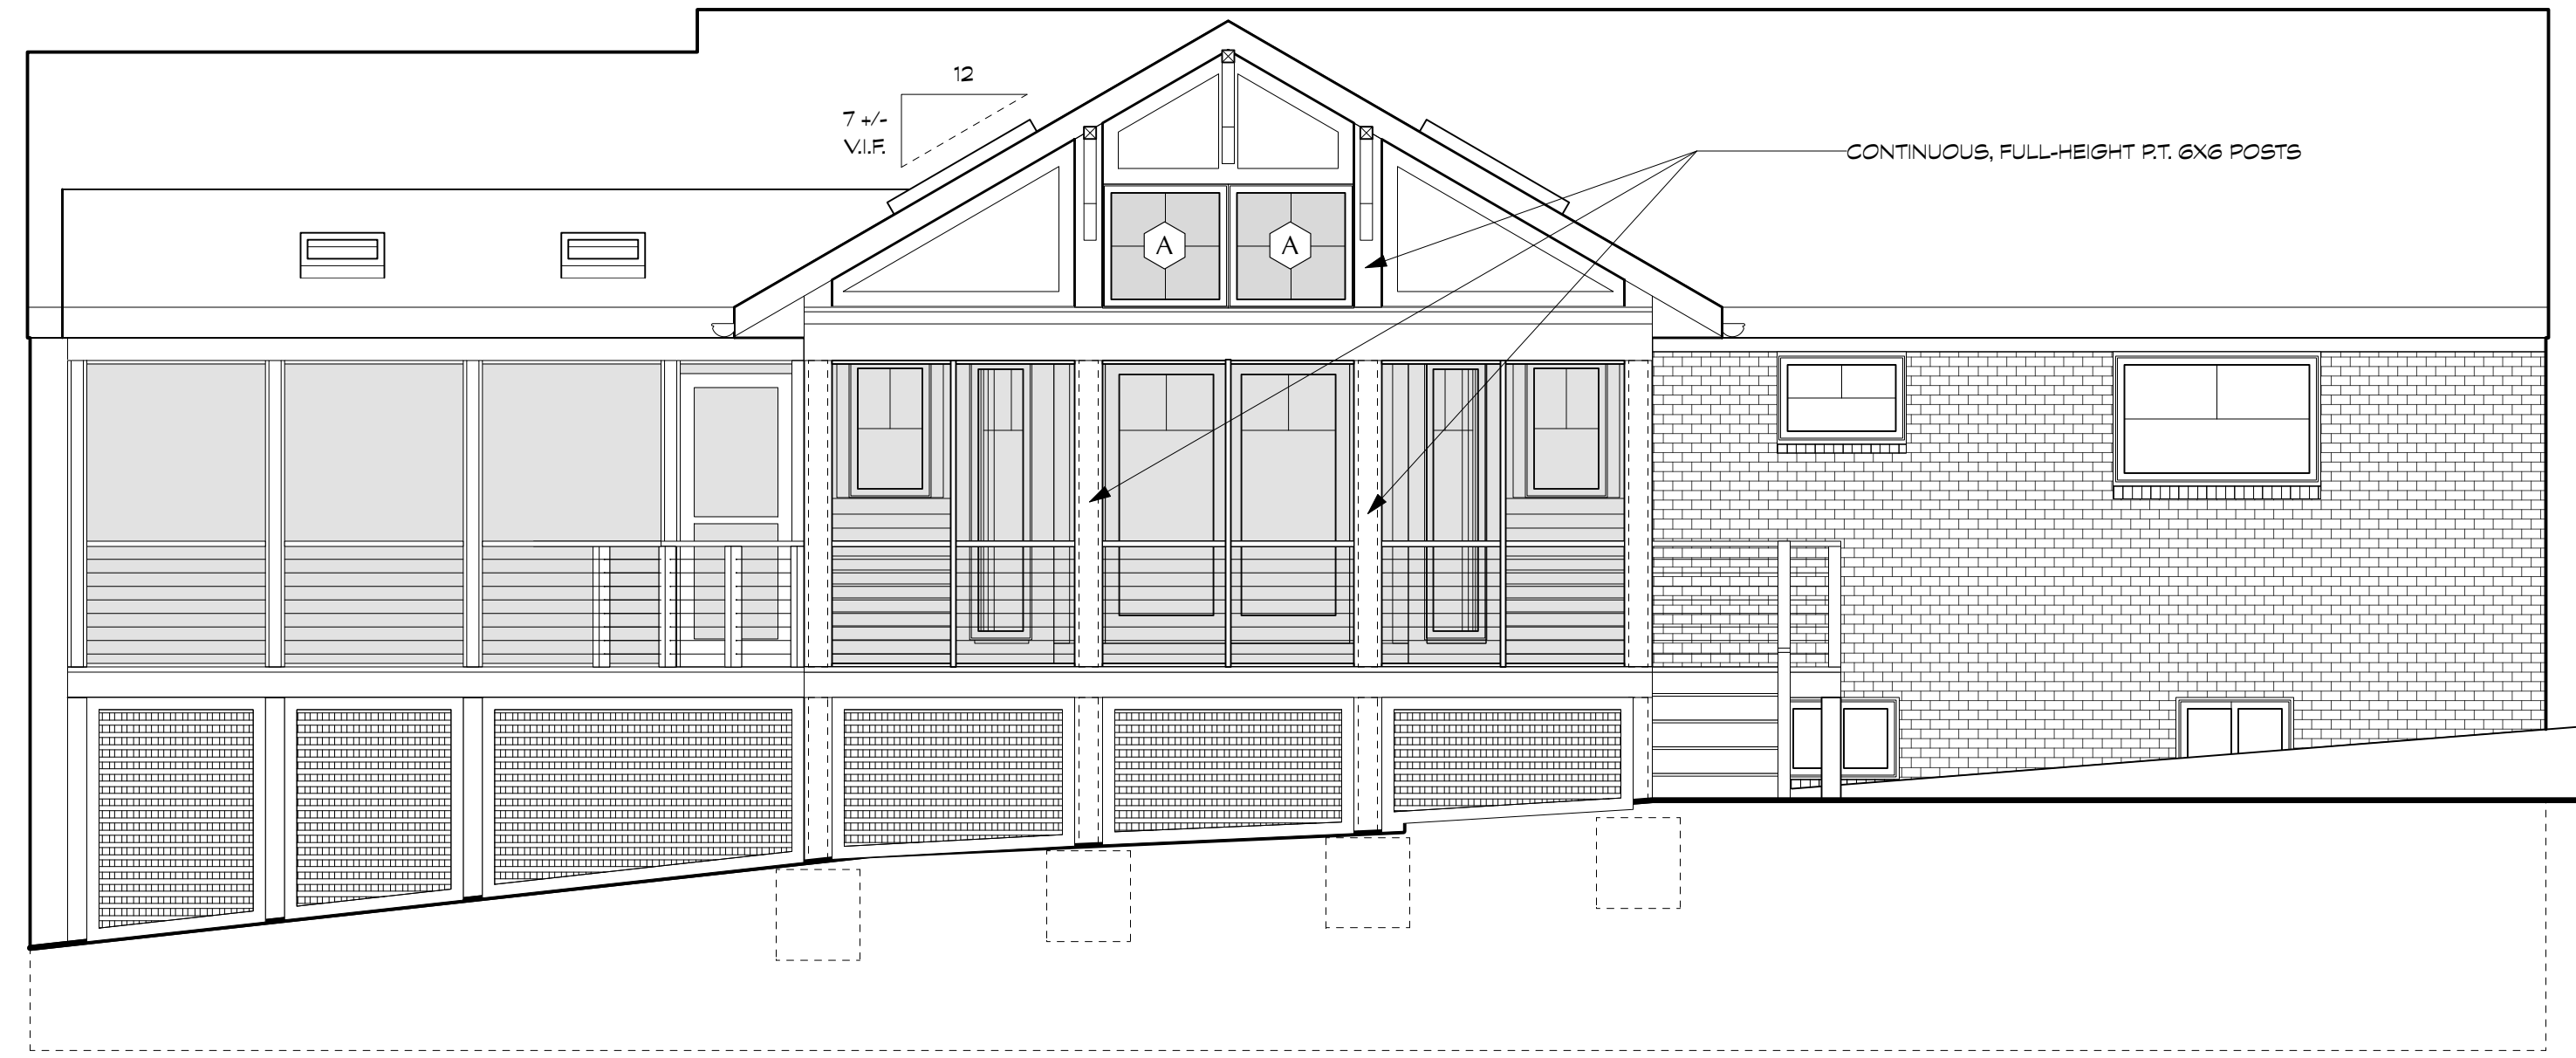 12
7 +/-
V.I.F.
CONTINUOUS, FULL-HEIGHT P.T. 6X6 POSTS
A A